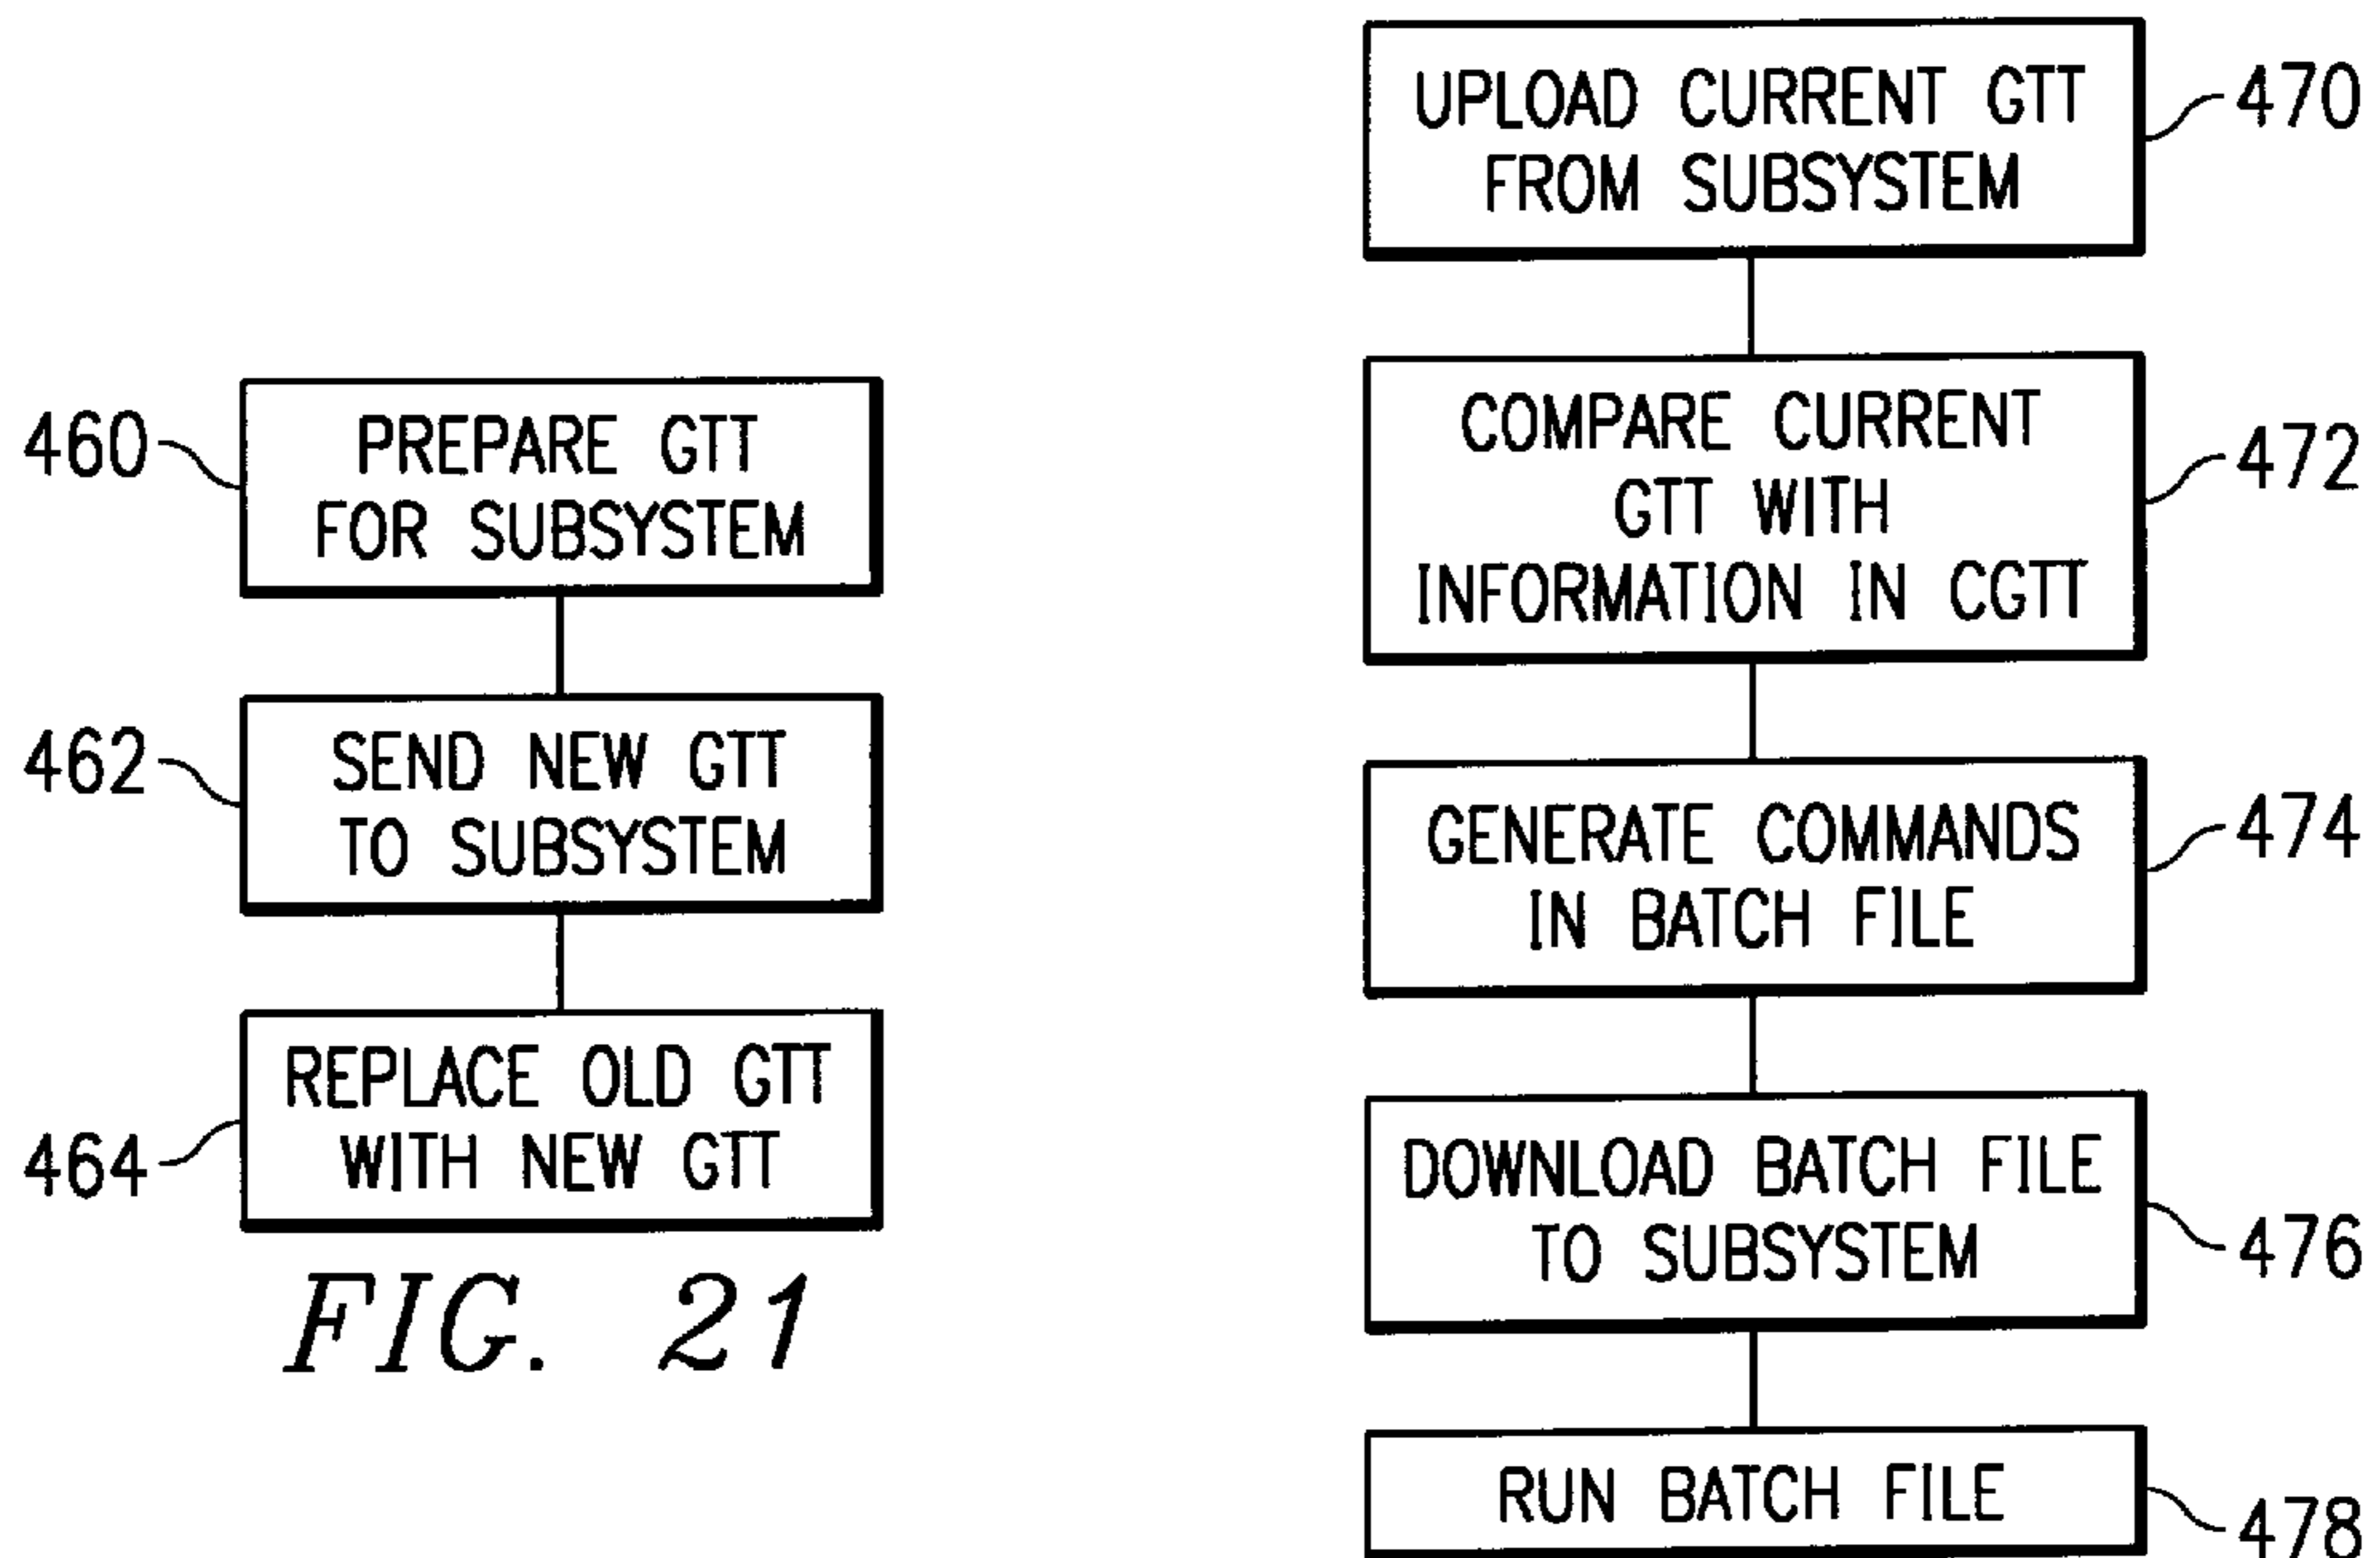 460
PREPARE GTT
FOR SUBSYSTEM
462
SEND NEW GTT
TO SUBSYSTEM
464
REPLACE OLD GTT
WITH NEW GTT
FIG. 21
UPLOAD CURRENT GTT
FROM SUBSYSTEM
470
COMPARE CURRENT
GTT WITH
INFORMATION IN CGTT
472
GENERATE COMMANDS
IN BATCH FILE
474
DOWNLOAD BATCH FILE
TO SUBSYSTEM
476
RUN BATCH FILE
478